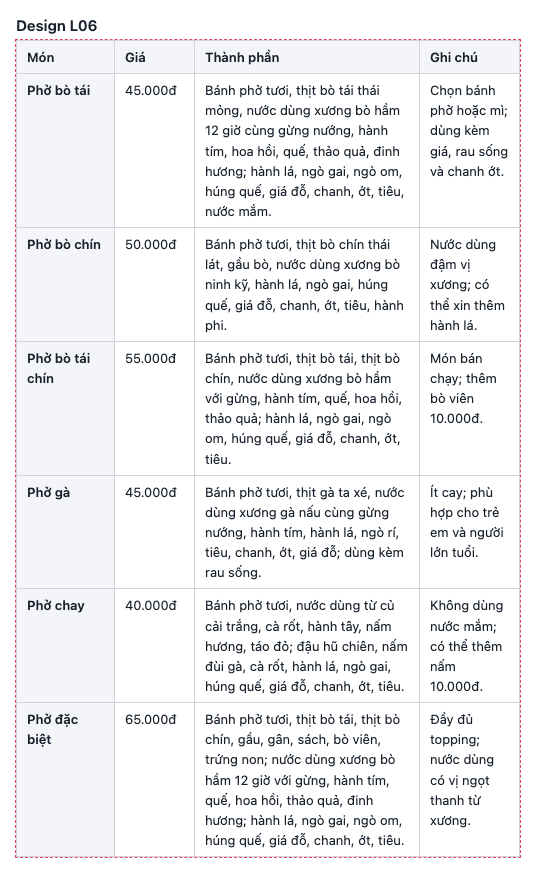 Design L06
Món Giá Thành phần Ghi chú
Phở bò tái
45.000đ
Bánh phở tươi, thịt bò tái thái
mỏng, nước dùng xương bò hầm
12 giờ cùng gừng nướng, hành
tím, hoa hồi, quế, thảo quả, đinh
hương; hành lá, ngò gai, ngò om,
húng quế, giá đỗ, chanh, ớt, tiêu,
nước mắm.
Chọn bánh
phở hoặc mì;
dùng kèm
giá, rau sống
và chanh ớt.
Phở bò chín
50.000đ
Bánh phở tươi, thịt bò chín thái
lát, gầu bò, nước dùng xương bò
ninh kỹ, hành lá, ngò gai, húng
quế, giá đỗ, chanh, ớt, tiêu, hành
phi.
Nước dùng
đậm vị
xương; có
thể xin thêm
hành lá.
Phở bò tái
chín
55.000đ
Bánh phở tươi, thịt bò tái, thịt bò
chín, nước dùng xương bò hầm
với gừng, hành tím, quế, hoa hồi,
thảo quả; hành lá, ngò gai, ngò
om, húng quế, giá đỗ, chanh, ớt,
tiêu.
Món bán
chạy; thêm
bò viên
10.000đ.
Phở gà
45.000đ
Bánh phở tươi, thịt gà ta xé, nước
dùng xương gà nấu cùng gừng
nướng, hành tím, hành lá, ngò rí,
tiêu, chanh, ớt, giá đỗ; dùng kèm
rau sống.
Ít cay; phù
hợp cho trẻ
em và người
lớn tuổi.
Phở chay
40.000đ
Bánh phở tươi, nước dùng từ củ
cải trắng, cà rốt, hành tây, nấm
hương, táo đỏ; đậu hũ chiên, nấm
đùi gà, cà rốt, hành lá, ngò gai,
húng quế, giá đỗ, chanh, ớt, tiêu.
Không dùng
nước mắm;
có thể thêm
nấm
10.000đ.
Phở đặc
biệt
65.000đ
Bánh phở tươi, thịt bò tái, thịt bò
chín, gầu, gân, sách, bò viên,
trứng non; nước dùng xương bò
hầm 12 giờ với gừng, hành tím,
quế, hoa hồi, thảo quả, đinh
hương; hành lá, ngò gai, ngò om,
húng quế, giá đỗ, chanh, ớt, tiêu.
Đầy đủ
topping;
nước dùng
có vị ngọt
thanh từ
xương.